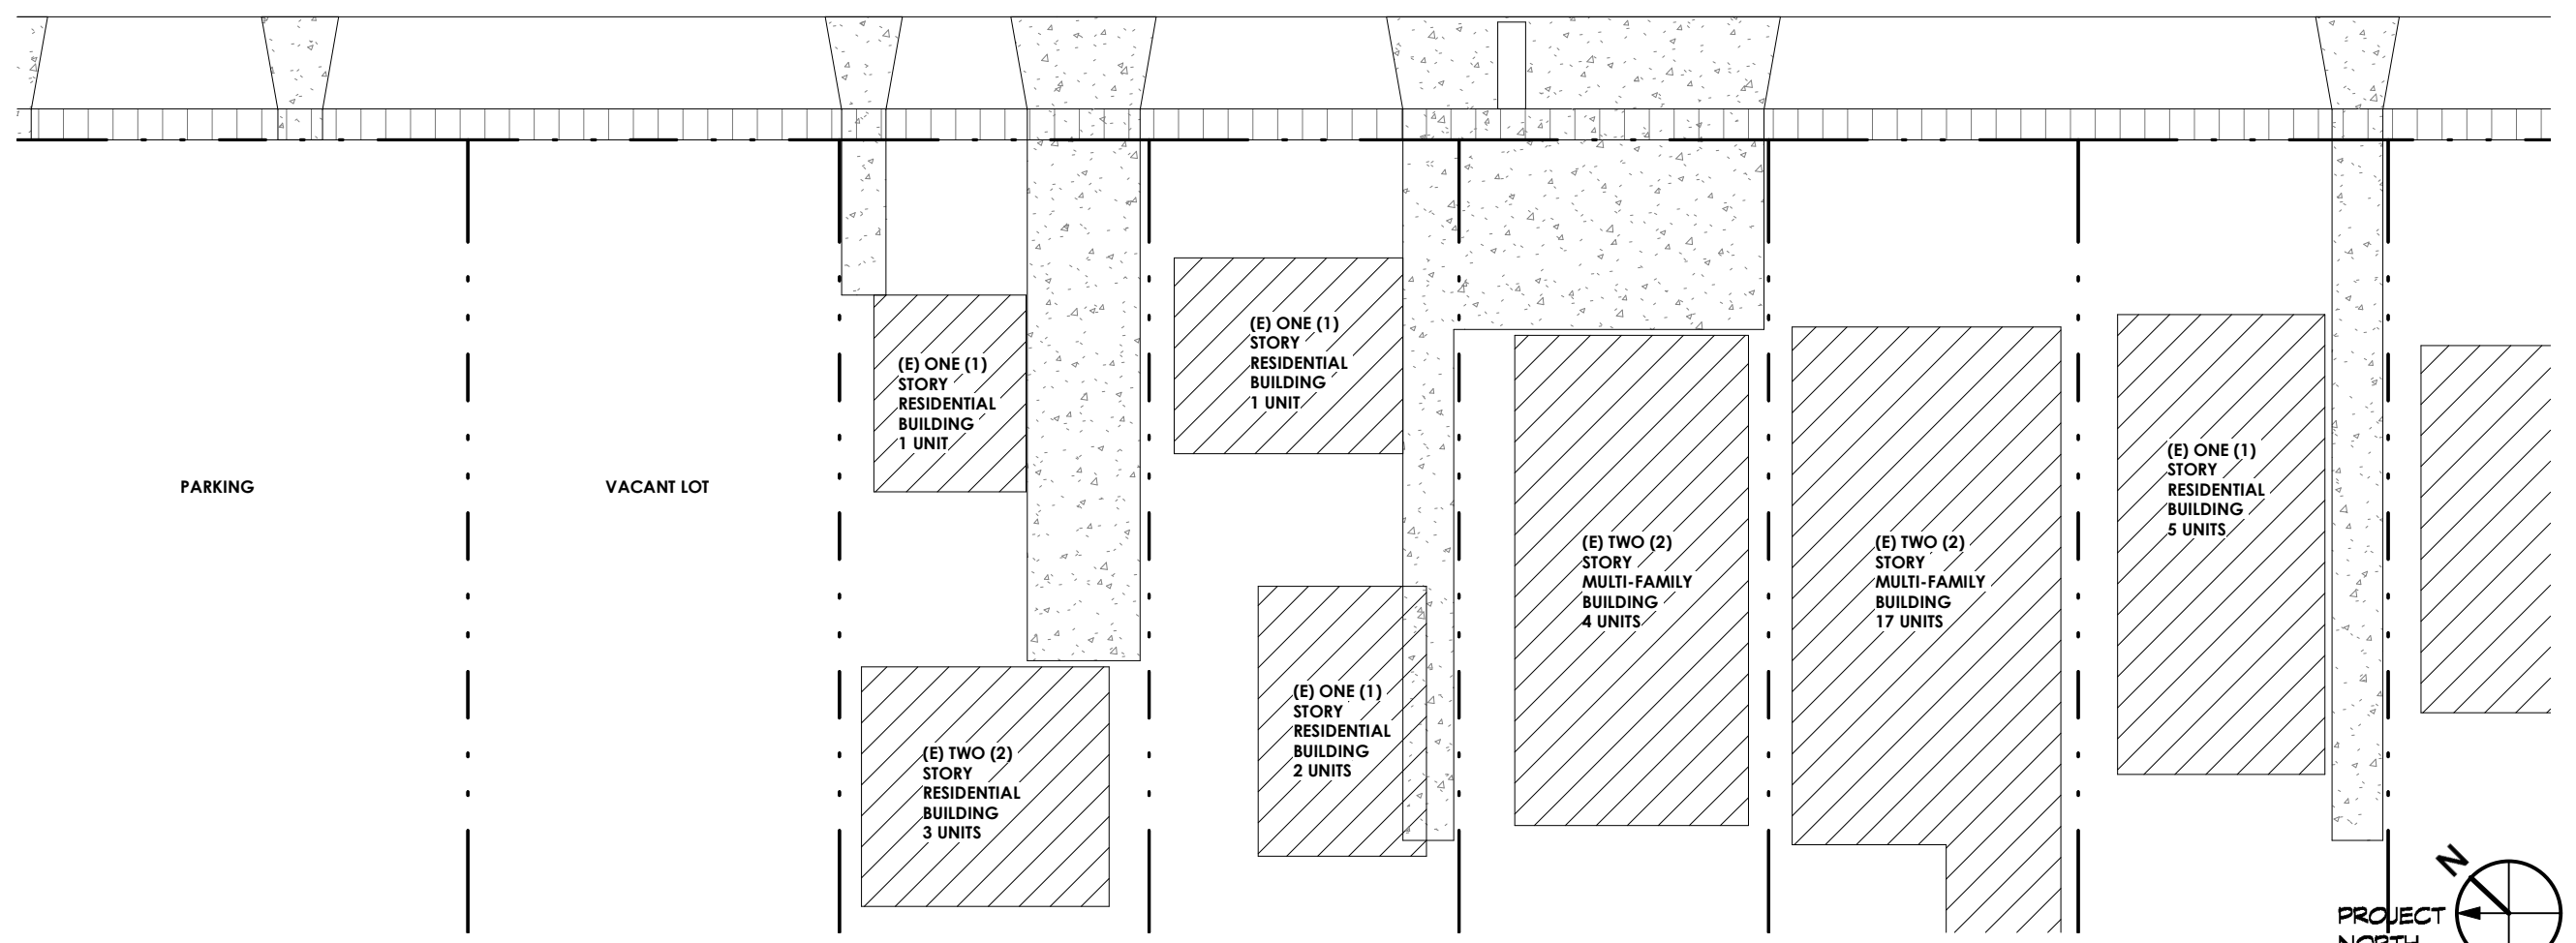 PARKING
VACANT LOT
(E) ONE (1)
STORY
RESIDENTIAL
BUILDING
1 UNIT
(E) TWO (2)
STORY
RESIDENTIAL
BUILDING
3 UNITS
(E) ONE (1)
STORY
RESIDENTIAL
BUILDING
1 UNIT
(E) ONE (1)
STORY
RESIDENTIAL
BUILDING
2 UNITS
(E) TWO (2)
STORY
MULTI-FAMILY
BUILDING
4 UNITS
(E) TWO (2)
STORY
MULTI-FAMILY
BUILDING
17 UNITS
(E) ONE (1)
STORY
RESIDENTIAL
BUILDING
5 UNITS
N
PROJECT
NORTH